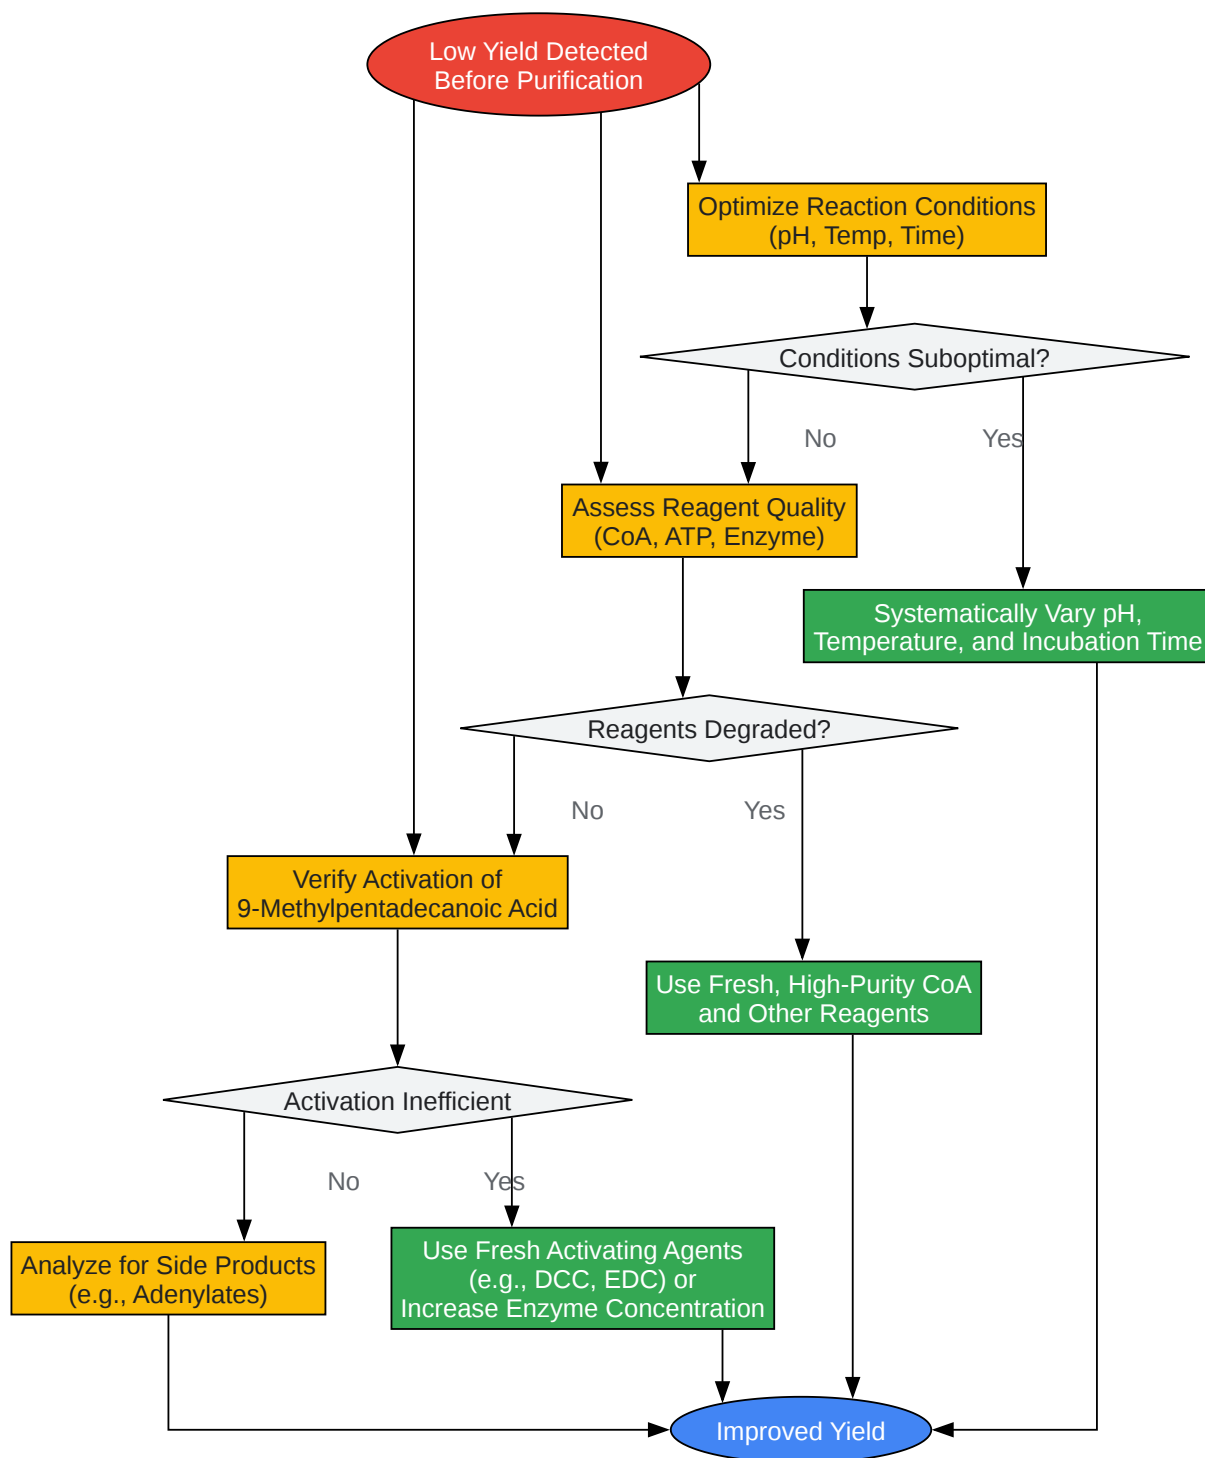 Low Yield Detected
Before Purification
Optimize Reaction Conditions
(pH, Temp, Time)
Conditions Suboptimal?
No
Yes
Assess Reagent Quality
(CoA, ATP, Enzyme)
Systematically Vary pH,
Temperature, and Incubation Time
Reagents Degraded?
No
Yes
Verify Activation of
9-Methylpentadecanoic Acid
Use Fresh, High-Purity CoA
and Other Reagents
Activation Inefficient
No
Yes
Analyze for Side Products
(e.g., Adenylates)
Use Fresh Activating Agents
(e.g., DCC, EDC) or
Increase Enzyme Concentration
Improved Yield